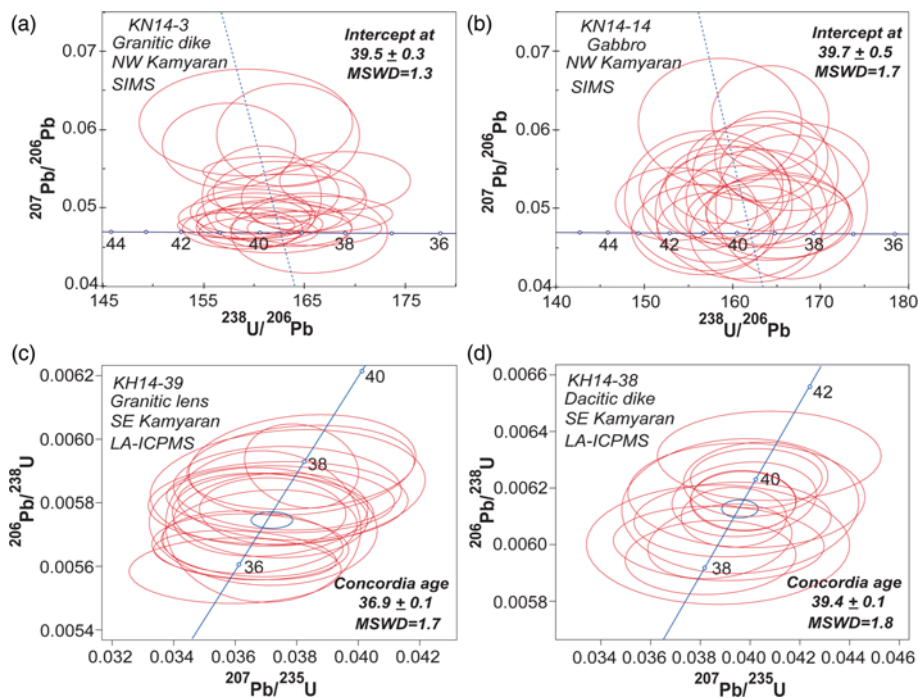 (a)
KN14-3
Granitic dike
NW Kamyaran
SIMS
Intercept at
39.5 ± 0.3
MSWD=1.3
0.07
0.06
0.05
0.04
207Pb/206Pb
44 42 40 38 36
145 155 165 175
238U/206Pb
(b)
KN14-14
Gabbro
NW Kamyaran
SIMS
Intercept at
39.7 ± 0.5
MSWD=1.7
0.07
0.06
0.05
0.04
207Pb/206Pb
44 42 40 38 36
140 150 160 170 180
238U/206Pb
(c)
KH14-39
Granitic lens
SE Kamyaran
LA-ICPMS
40
38
36
Concordia age
36.9 ± 0.1
MSWD=1.7
0.0062
0.0060
0.0058
0.0056
0.0054
206Pb/238U
0.032 0.034 0.036 0.038 0.040 0.042
207Pb/235U
(d)
KH14-38
Dacitic dike
SE Kamyaran
LA-ICPMS
42
40
38
Concordia age
39.4 ± 0.1
MSWD=1.8
0.0066
0.0064
0.0062
0.0060
0.0058
206Pb/238U
0.034 0.036 0.038 0.040 0.042 0.044 0.046
207Pb/235U